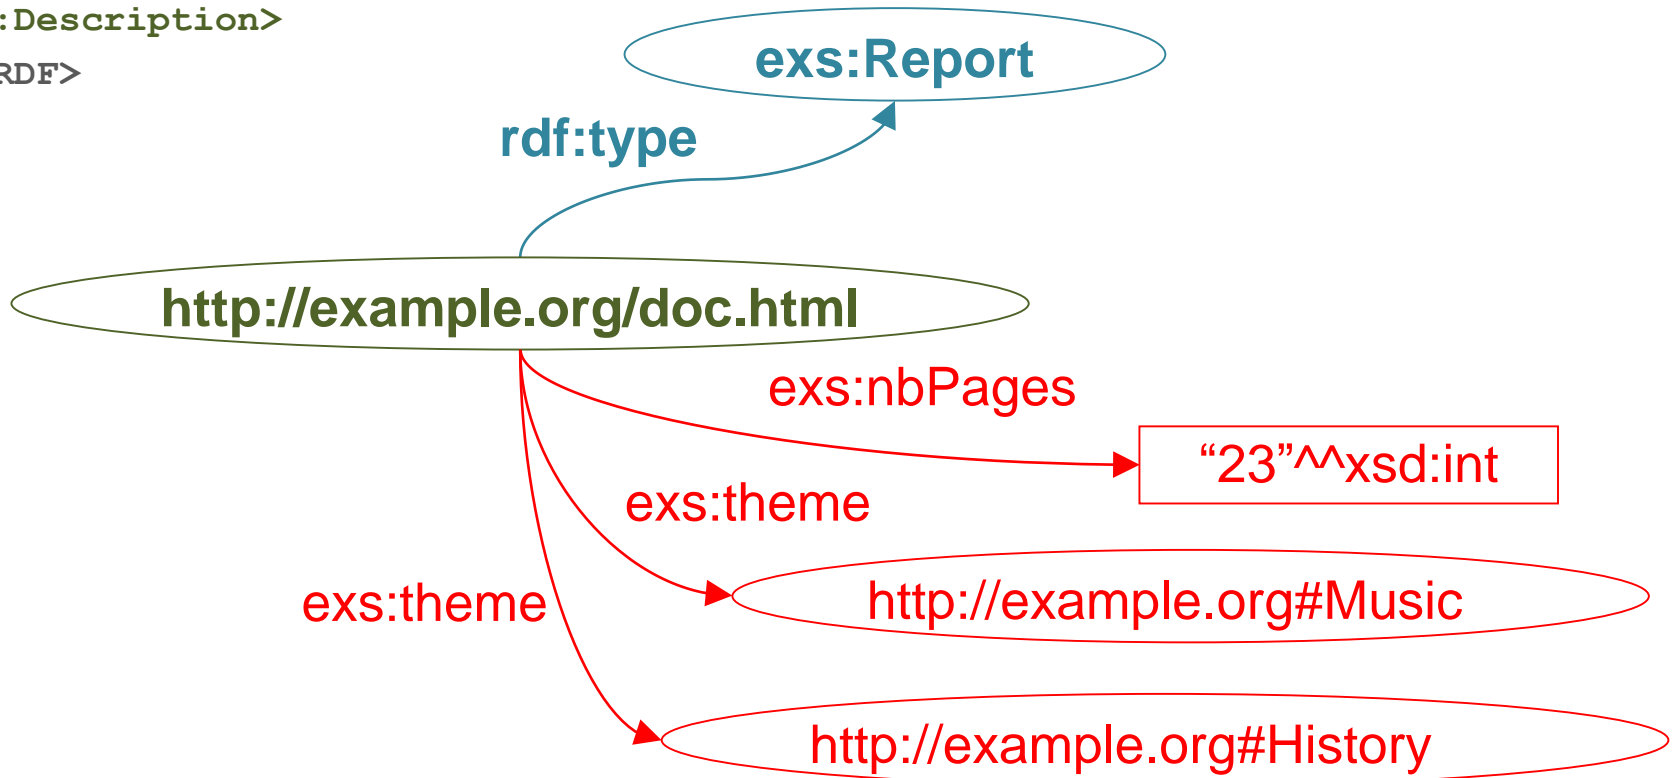 :Description>
RDF>
exs:Report
rdf:type
http://example.org/doc.html
exs:nbPages
“23”^^xsd:int
exs:theme
http://example.org#Music
exs:theme
http://example.org#History